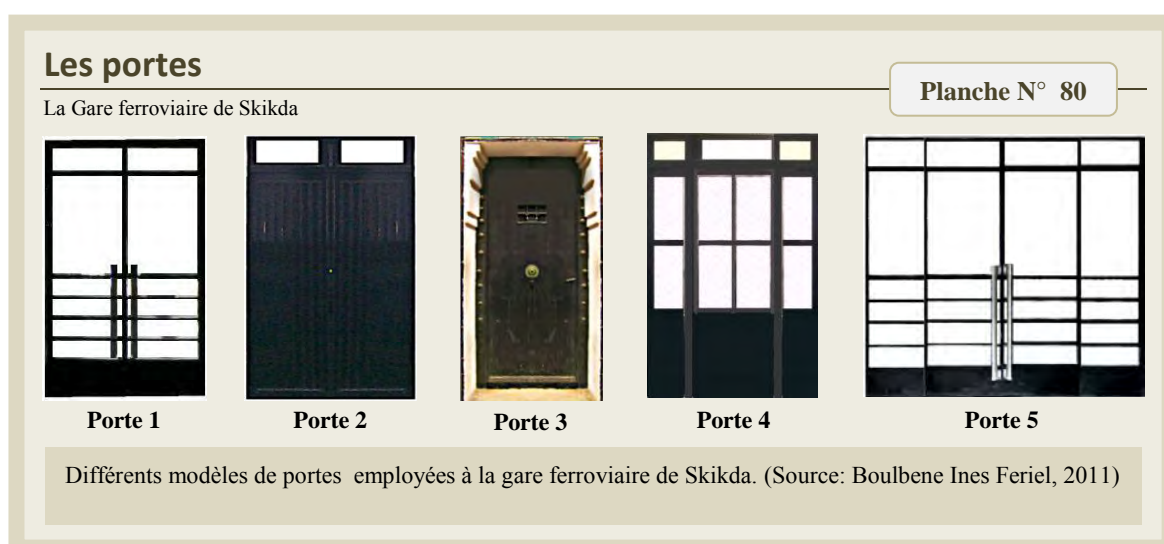 Les portes
Planche N° 80
La Gare ferroviaire de Skikda
Porte 1
Porte 2
Porte 3
Porte 4
Porte 5
Différents modèles de portes employées à la gare ferroviaire de Skikda. (Source: Boulbene Ines Feriel, 2011)